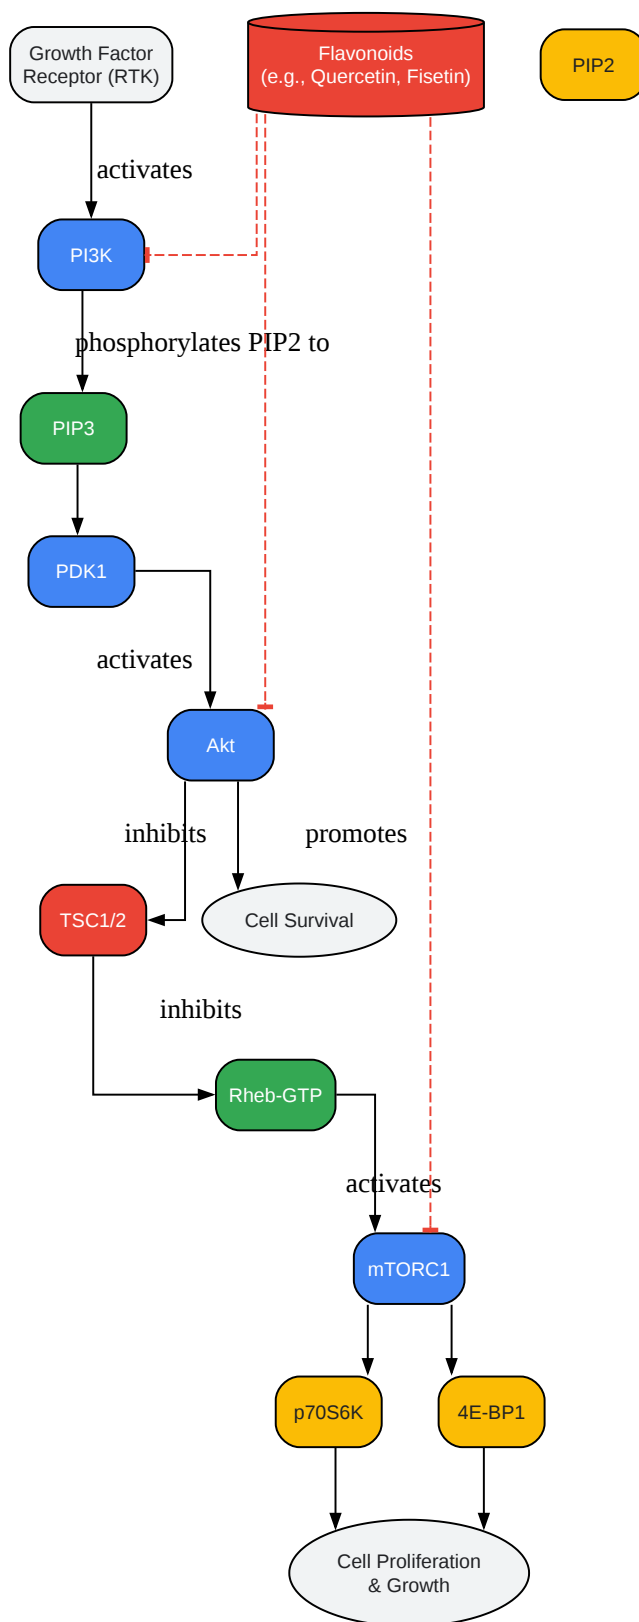 Growth Factor
Receptor (RTK)
Flavonoids
(e.g., Quercetin, Fisetin)
PIP2
activates
PI3K
phosphorylates PIP2 to
PIP3
PDK1
activates
Akt
inhibits
promotes
TSC1/2
Cell Survival
inhibits
Rheb-GTP
activates
mTORC1
p70S6K
4E-BP1
Cell Proliferation
& Growth